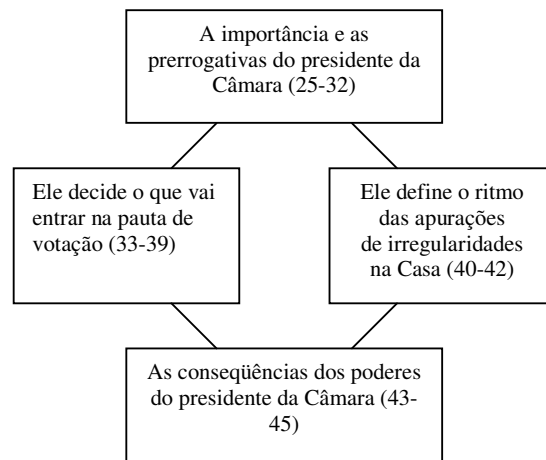 A importância e as
prerrogativas do presidente da
Câmara (25-32)
Ele decide o que vai
entrar na pauta de
votação (33-39)
Ele define o ritmo
das apurações
de irregularidades
na Casa (40-42)
As conseqüências dos poderes
do presidente da Câmara (43-
45)